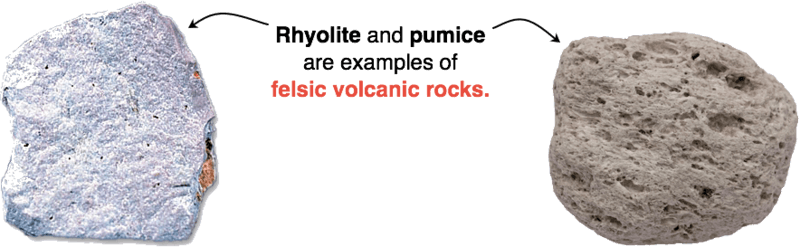 Rhyolite and pumice
are examples of
felsic volcanic rocks.